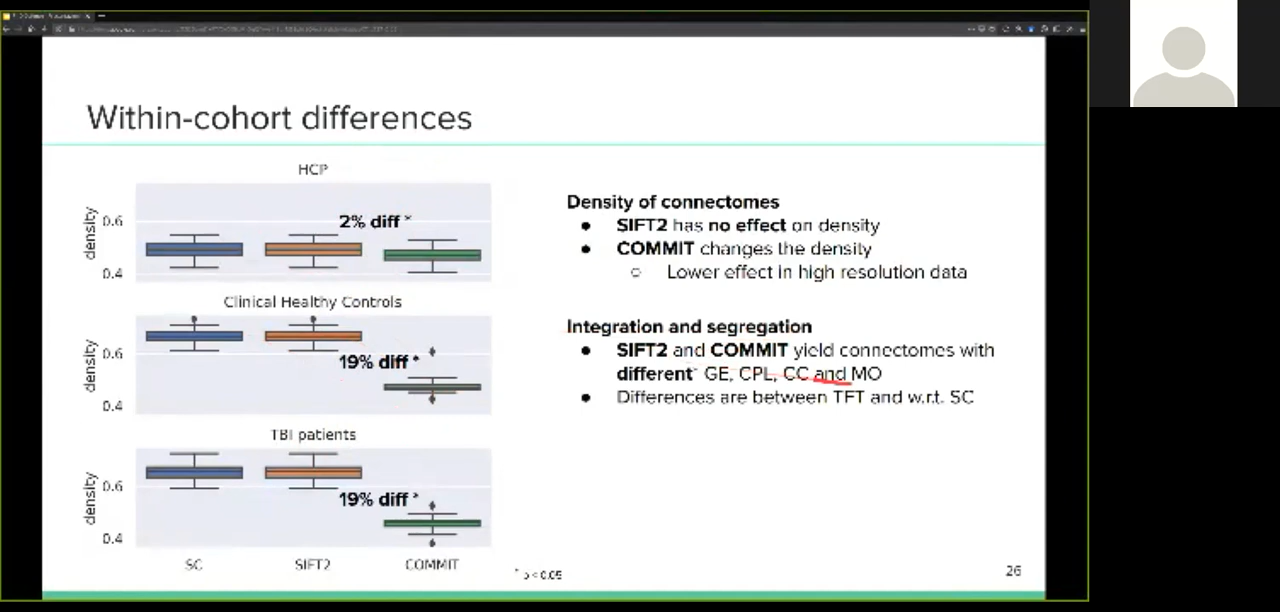 Within-cohort differences
HCP
density
0.6
0.4
2% diff *
Clinical Healthy Controls
density
0.6
0.4
19% diff *
TBI patients
density
0.6
0.4
19% diff *
SC SIFT2 COMMIT
* p < 0.05
Density of connectomes
● SIFT2 has no effect on density
● COMMIT changes the density
○ Lower effect in high resolution data
Integration and segregation
● SIFT2 and COMMIT yield connectomes with
different* GE, CPL, CC and MO
● Differences are between TFT and w.r.t. SC
26